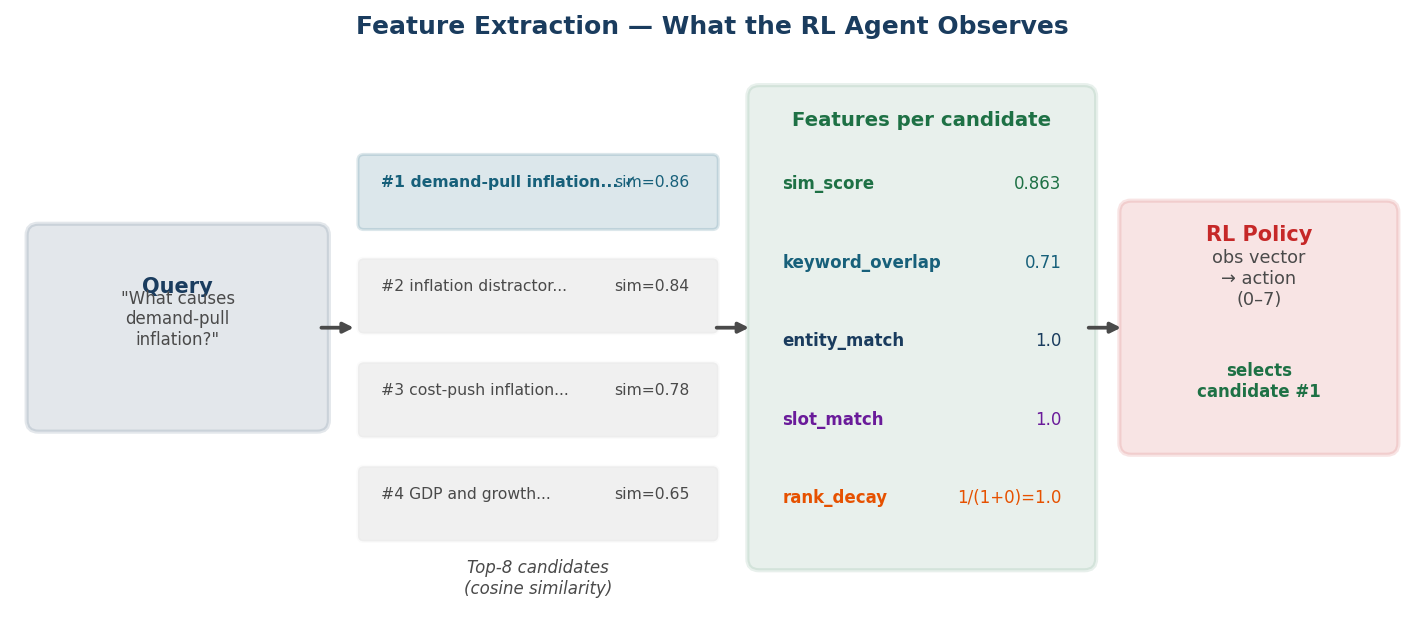 Feature Extraction — What the RL Agent Observes
Query
"What causes
demand-pull
inflation?"
#1 demand-pull inflation... ✓ sim=0.86
#2 inflation distractor... sim=0.84
#3 cost-push inflation... sim=0.78
#4 GDP and growth... sim=0.65
Top-8 candidates
(cosine similarity)
Features per candidate
sim_score 0.863
keyword_overlap 0.71
entity_match 1.0
slot_match 1.0
rank_decay 1/(1+0)=1.0
RL Policy
obs vector
→ action
(0–7)
selects
candidate #1